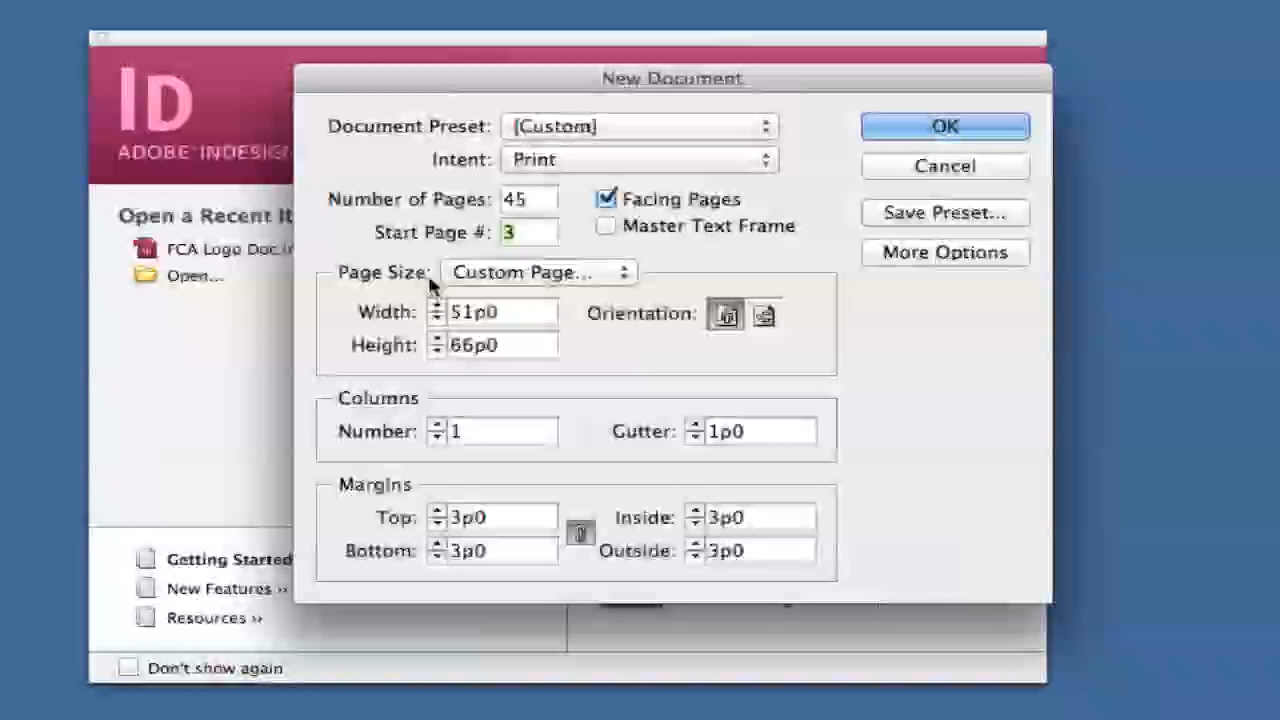 New Document
ID
ADOBE INDESIGN
Document Preset: [Custom]
OK
Intent: Print
Cancel
Number of Pages: 45
Facing Pages
Save Preset...
Start Page #: 3
Master Text Frame
More Options
Open a Recent It
FCA Logo Doc.in
Open...
Page Size: Custom Page...
Width: 51p0
Orientation:
Height: 66p0
Columns
Number: 1
Gutter: 1p0
Margins
Top: 3p0
Inside: 3p0
Bottom: 3p0
Outside: 3p0
Getting Started
New Features ››
Resources ››
Don't show again